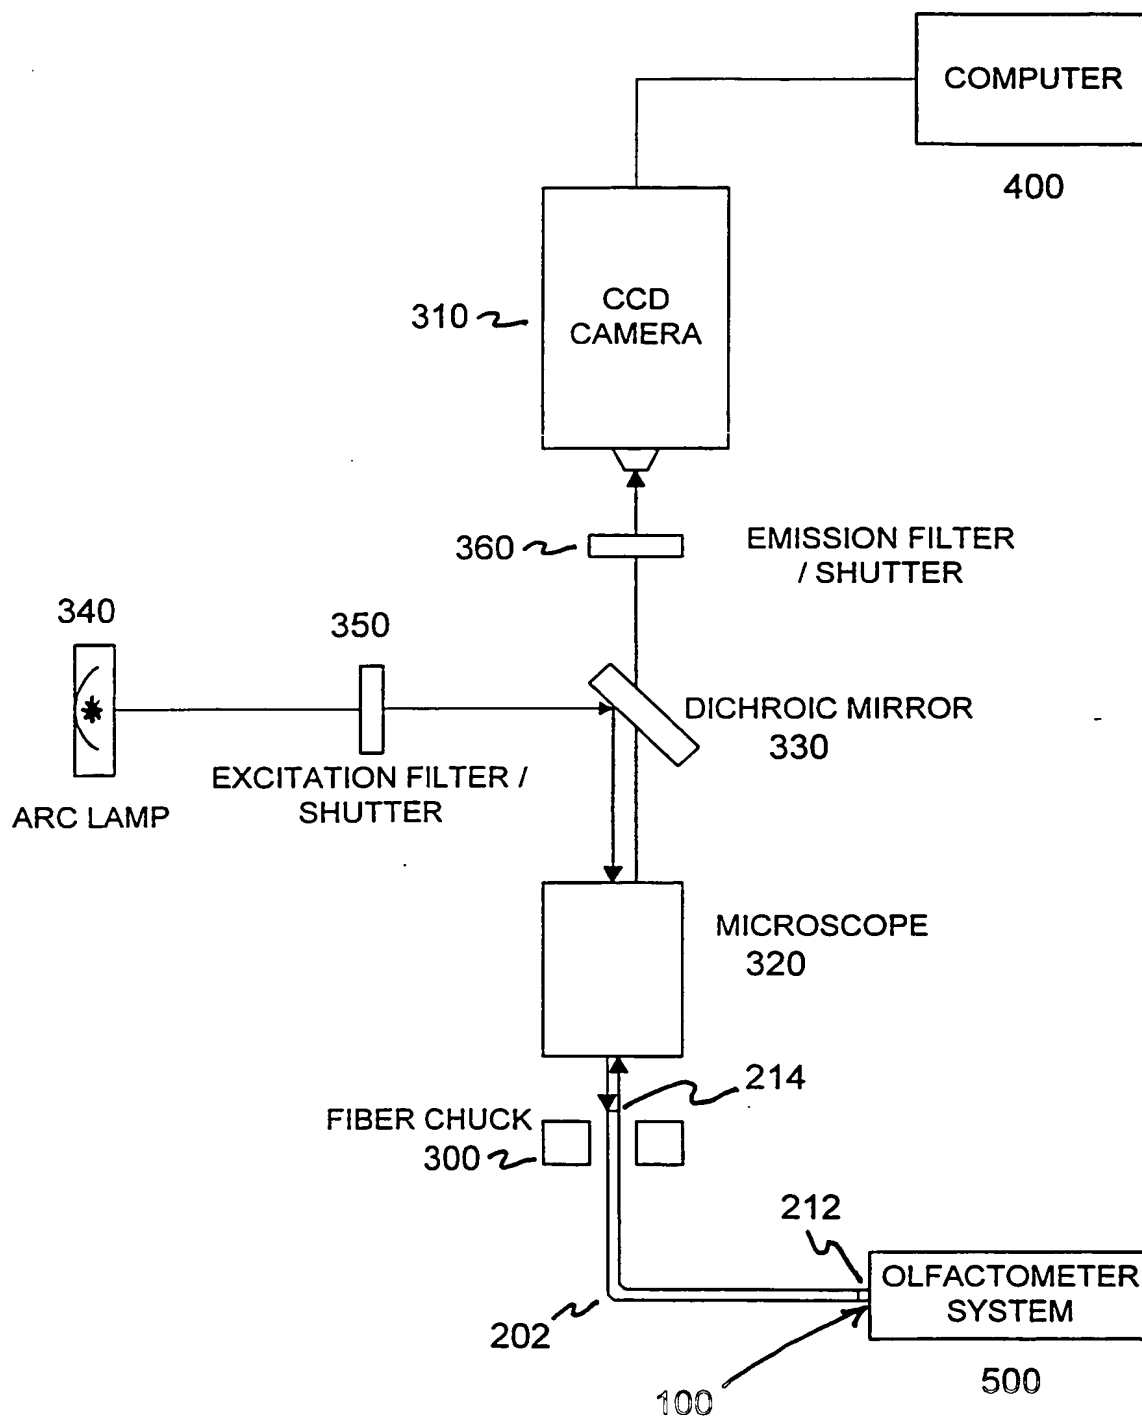 COMPUTER
400
CCD
CAMERA
310
360
EMISSION FILTER
/ SHUTTER
340
350
DICHROIC MIRROR
330
EXCITATION FILTER /
SHUTTER
ARC LAMP
MICROSCOPE
320
214
FIBER CHUCK
300
212
OLFACTOMETER
SYSTEM
202
500
100